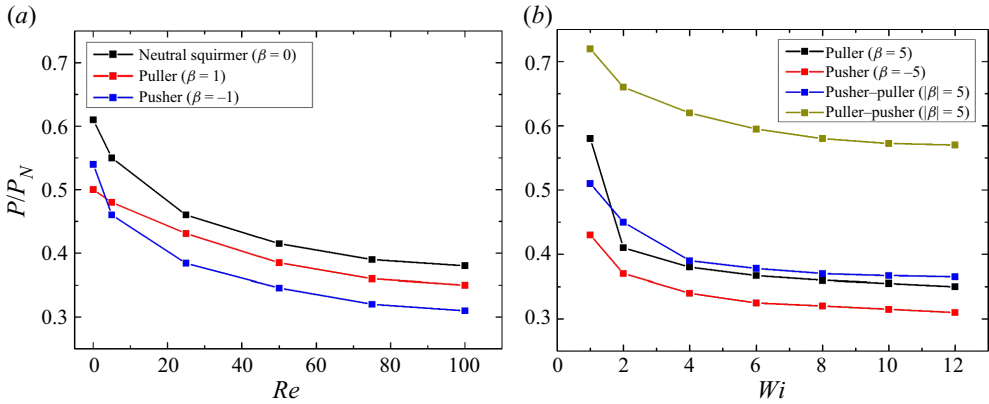 (a)
(b)
Neutral squirmer (β = 0)
Puller (β = 1)
Pusher (β = –1)
0.7
0.6
0.5
0.4
0.3
P/P_N
0 20 40 60 80 100
Re
Puller (β = 5)
Pusher (β = –5)
Pusher–puller (|β| = 5)
Puller–pusher (|β| = 5)
0.7
0.6
0.5
0.4
0.3
0 2 4 6 8 10 12
Wi